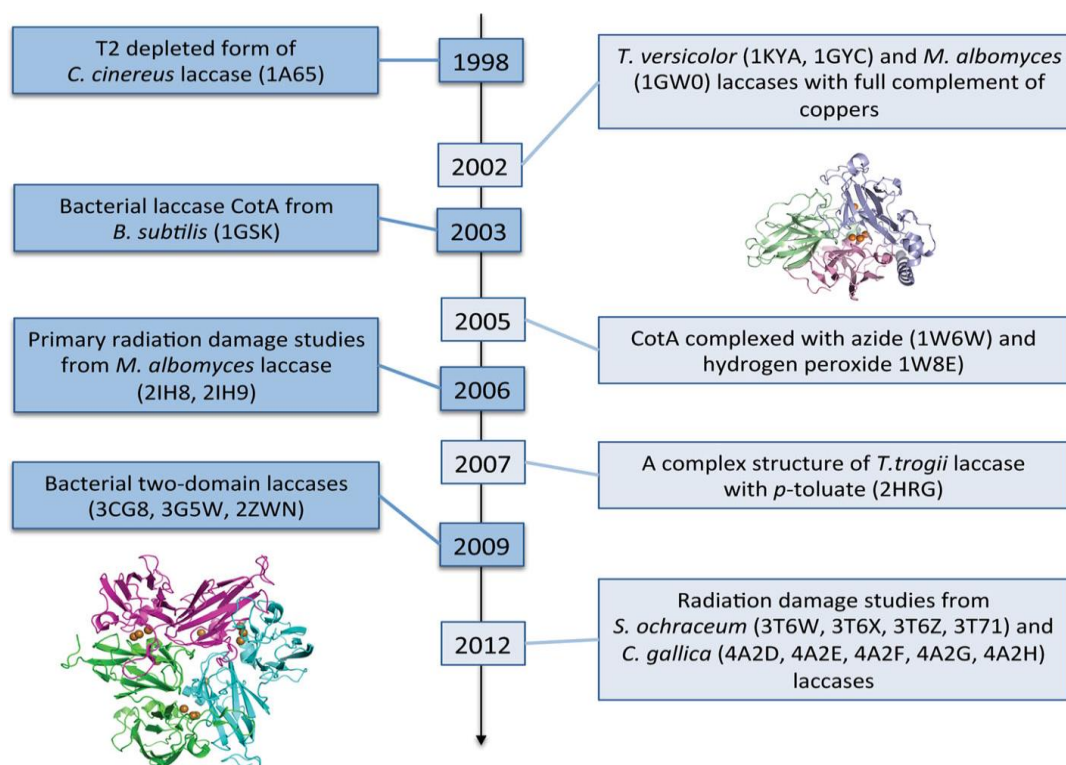 T2 depleted form of
C. cinereus laccase (1A65)
1998
T. versicolor (1KYA, 1GYC) and M. albomyces
(1GW0) laccases with full complement of
coppers
2002
Bacterial laccase CotA from
B. subtilis (1GSK)
2003
2005
CotA complexed with azide (1W6W) and
hydrogen peroxide 1W8E)
Primary radiation damage studies
from M. albomyces laccase
(2IH8, 2IH9)
2006
2007
A complex structure of T.trogii laccase
with p-toluate (2HRG)
Bacterial two-domain laccases
(3CG8, 3G5W, 2ZWN)
2009
2012
Radiation damage studies from
S. ochraceum (3T6W, 3T6X, 3T6Z, 3T71) and
C. gallica (4A2D, 4A2E, 4A2F, 4A2G, 4A2H)
laccases